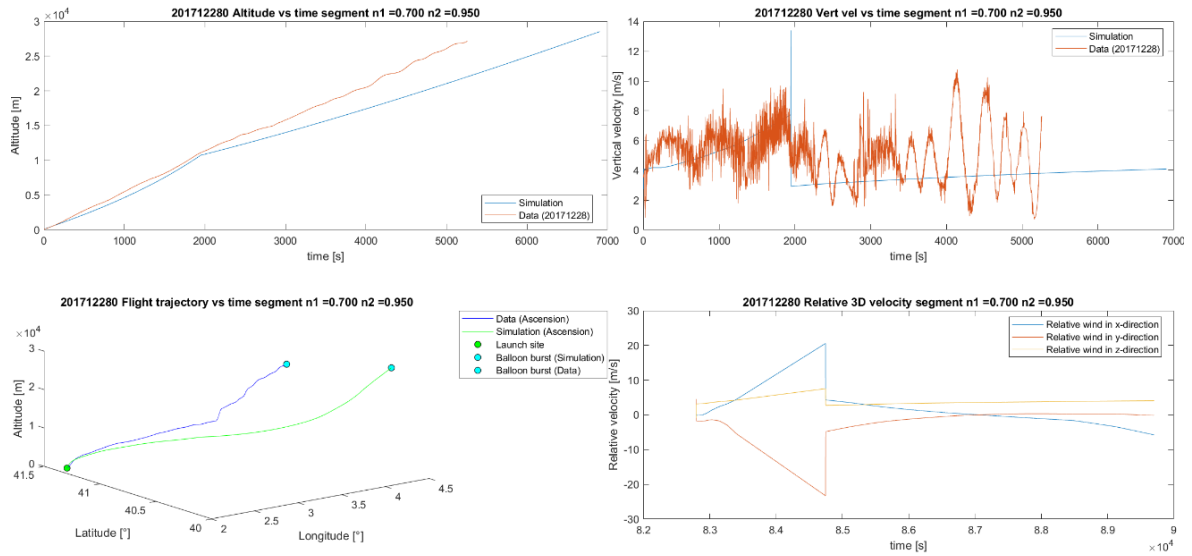 201712280 Altitude vs time segment n1 =0.700 n2 =0.950
×10⁴
3
2.5
2
1.5
1
0.5
0
Altitude [m]
0 1000 2000 3000 4000 5000 6000 7000
time [s]
Simulation
Data (20171228)
201712280 Vert vel vs time segment n1 =0.700 n2 =0.950
14
12
10
8
6
4
2
0
Vertical velocity [m/s]
0 1000 2000 3000 4000 5000 6000 7000
time [s]
Simulation
Data (20171228)
201712280 Flight trajectory vs time segment n1 =0.700 n2 =0.950
×10⁴
3
2
1
0
Altitude [m]
41.5
41
40.5
40
Latitude [°]
2
2.5
3
3.5
4
4.5
Longitude [°]
Data (Ascension)
Simulation (Ascension)
Launch site
Balloon burst (Simulation)
Balloon burst (Data)
201712280 Relative 3D velocity segment n1 =0.700 n2 =0.950
30
20
10
0
-10
-20
-30
Relative velocity [m/s]
8.2 8.3 8.4 8.5 8.6 8.7 8.8 8.9 9
×10⁴
time [s]
Relative wind in x-direction
Relative wind in y-direction
Relative wind in z-direction